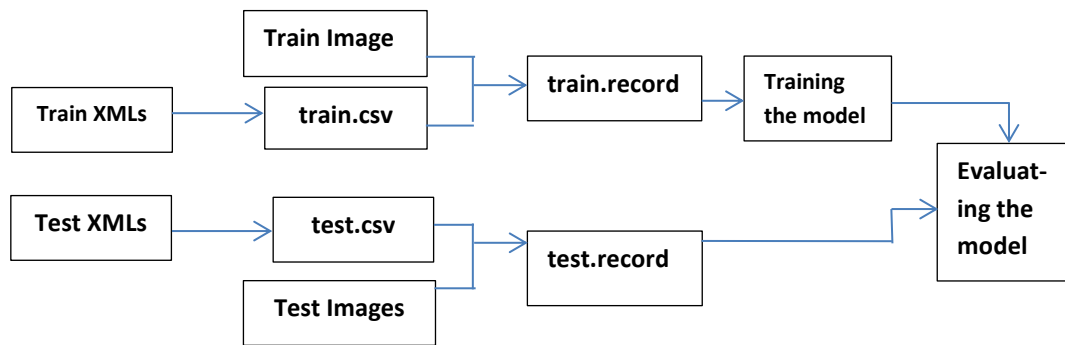 Train Image
Train XMLs
train.csv
train.record
Training
the model
Evaluat-
ing the
model
Test XMLs
test.csv
Test Images
test.record